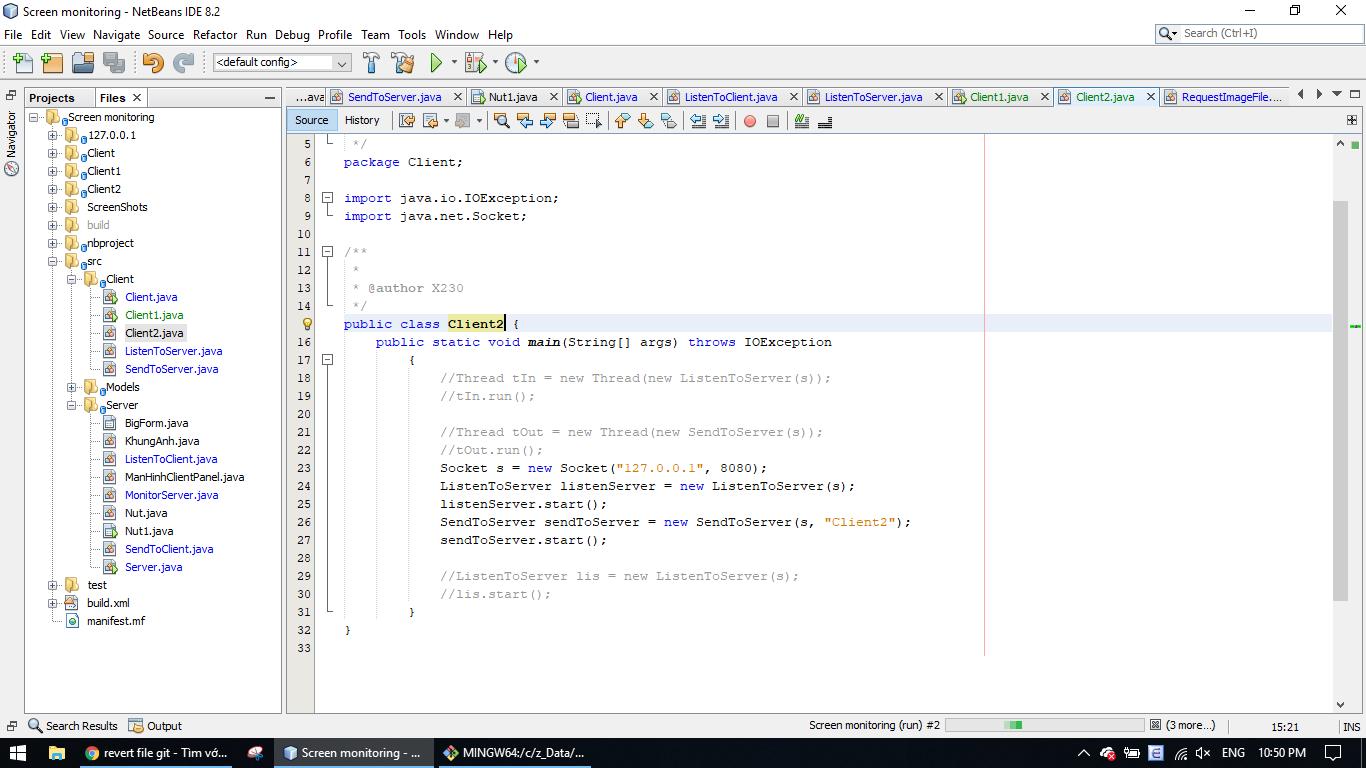 Screen monitoring - NetBeans IDE 8.2
File Edit View Navigate Source Refactor Run Debug Profile Team Tools Window Help
Search (Ctrl+I)
<default config>
Projects Files
Navigator
Screen monitoring
127.0.0.1
Client
Client1
Client2
ScreenShots
build
nbproject
src
Client
Client.java
Client1.java
Client2.java
ListenToServer.java
SendToServer.java
Models
Server
BigForm.java
KhungAnh.java
ListenToClient.java
ManHinhClientPanel.java
MonitorServer.java
Nut.java
Nut1.java
SendToClient.java
Server.java
test
build.xml
manifest.mf
...ava SendToServer.java Nut1.java Client.java ListenToClient.java ListenToServer.java Client1.java Client2.java RequestImageFile....
Source History
5 */
6 package Client;
7
8 import java.io.IOException;
9 import java.net.Socket;
10
11 /**
12 *
13 * @author X230
14 */
public class Client2 {
16 public static void main(String[] args) throws IOException
17 {
18 //Thread tIn = new Thread(new ListenToServer(s));
19 //tIn.run();
20
21 //Thread tOut = new Thread(new SendToServer(s));
22 //tOut.run();
23 Socket s = new Socket("127.0.0.1", 8080);
24 ListenToServer listenServer = new ListenToServer(s);
25 listenServer.start();
26 SendToServer sendToServer = new SendToServer(s, "Client2");
27 sendToServer.start();
28
29 //ListenToServer lis = new ListenToServer(s);
30 //lis.start();
31 }
32 }
33
Search Results Output
Screen monitoring (run) #2 (3 more...) 15:21 INS
revert file git - Tìm vớ... Screen monitoring - ... MINGW64:/c/z_Data/... ENG 10:50 PM